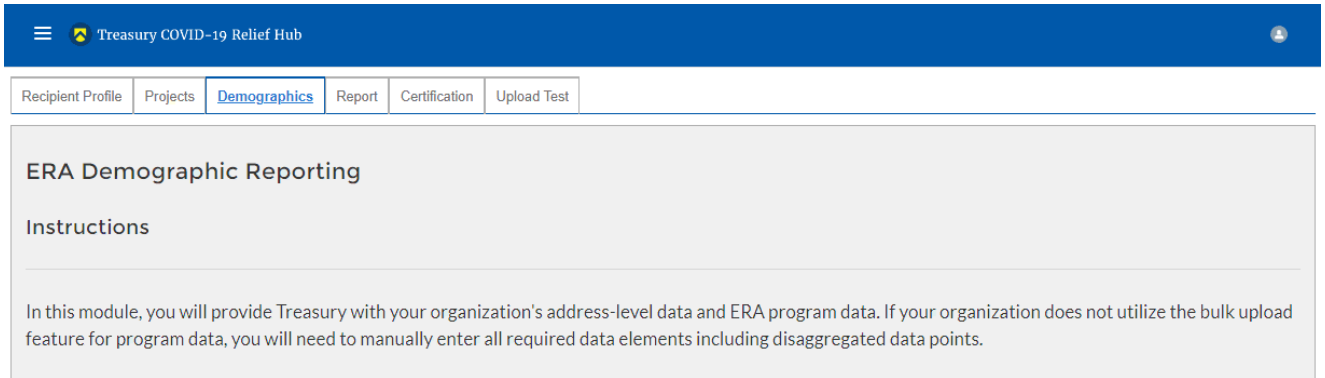 Treasury COVID-19 Relief Hub
Recipient Profile Projects Demographics Report Certification Upload Test
ERA Demographic Reporting
Instructions
In this module, you will provide Treasury with your organization's address-level data and ERA program data. If your organization does not utilize the bulk upload
feature for program data, you will need to manually enter all required data elements including disaggregated data points.